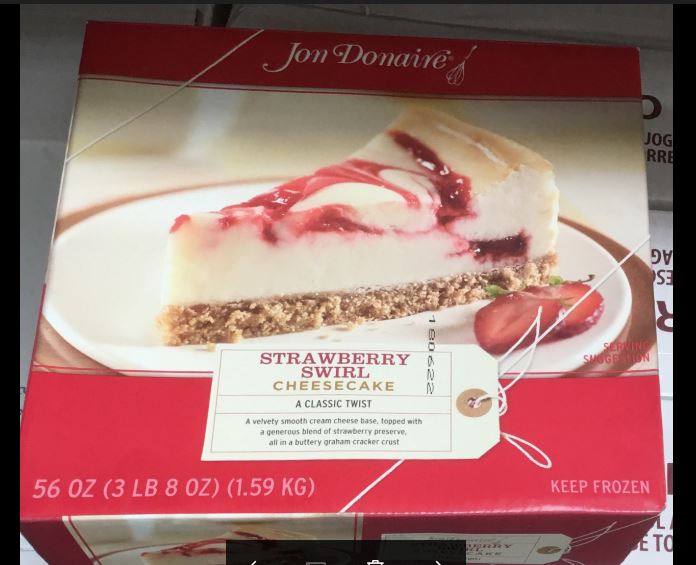 Jon Donaire®
STRAWBERRY
SWIRL
CHEESECAKE
A CLASSIC TWIST
A velvety smooth cream cheese base, topped with
a generous blend of strawberry preserve,
all in a buttery graham cracker crust
180622
SERVING
SUGGESTION
56 OZ (3 LB 8 OZ) (1.59 KG)
KEEP FROZEN